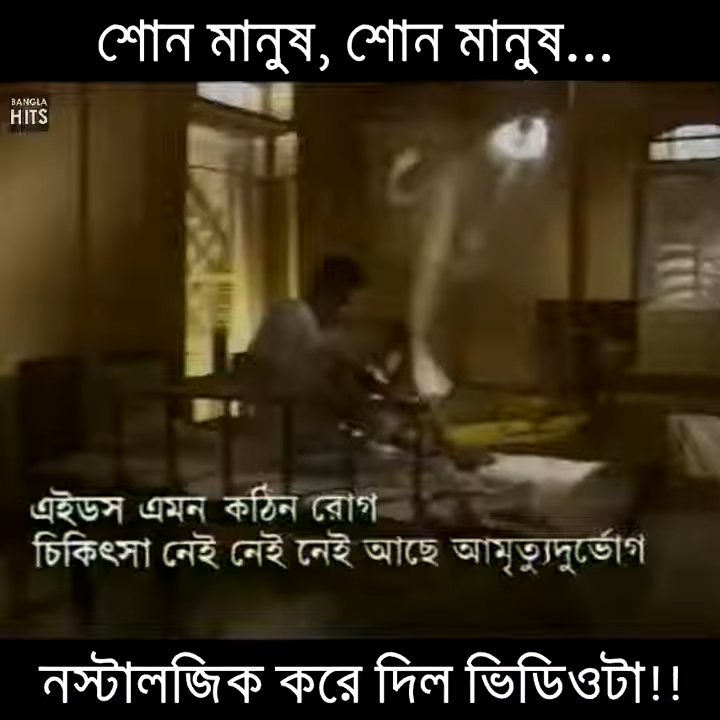 শোন মানুষ, শোন মানুষ...
BANGLA
HITS
এইডস এমন কঠিন রোগ
চিকিৎসা নেই নেই নেই আছে আমৃত্যুদুর্ভোগ
নস্টালজিক করে দিল ভিডিওটা!!